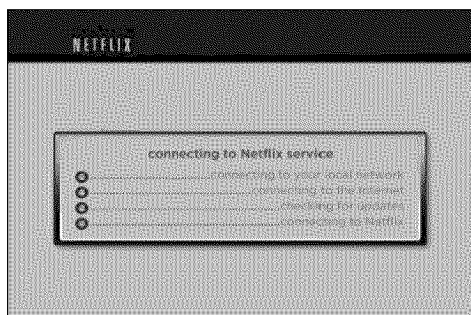 NETFLIX
connecting to Netflix service
connecting to your local network
connecting to the Internet
checking for updates
connecting to Netflix